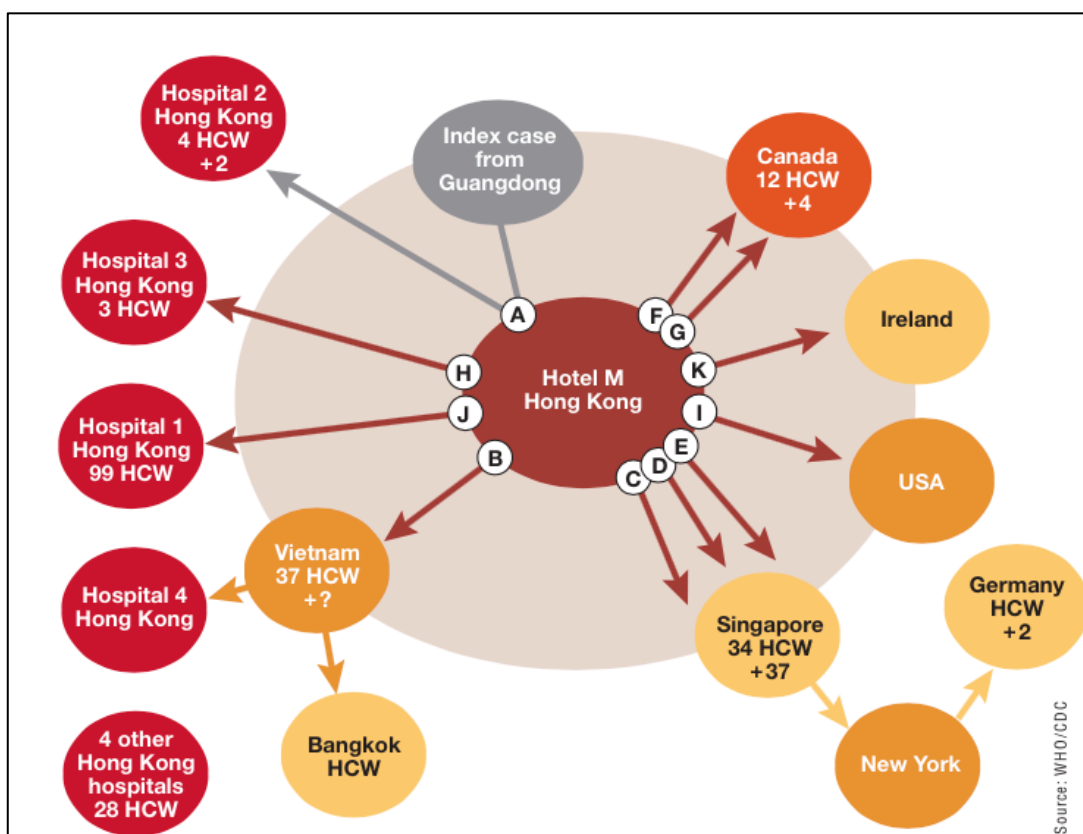 Hospital 2
Hong Kong
4 HCW
+2
Index case
from
Guangdong
Canada
12 HCW
+4
Hospital 3
Hong Kong
3 HCW
Ireland
A
F
G
K
H
Hotel M
Hong Kong
I
J
E
D
C
B
Hospital 1
Hong Kong
99 HCW
USA
Vietnam
37 HCW
+?
Hospital 4
Hong Kong
Singapore
34 HCW
+37
Germany
HCW
+2
4 other
Hong Kong
hospitals
28 HCW
Bangkok
HCW
New York
Source: WHO/CDC